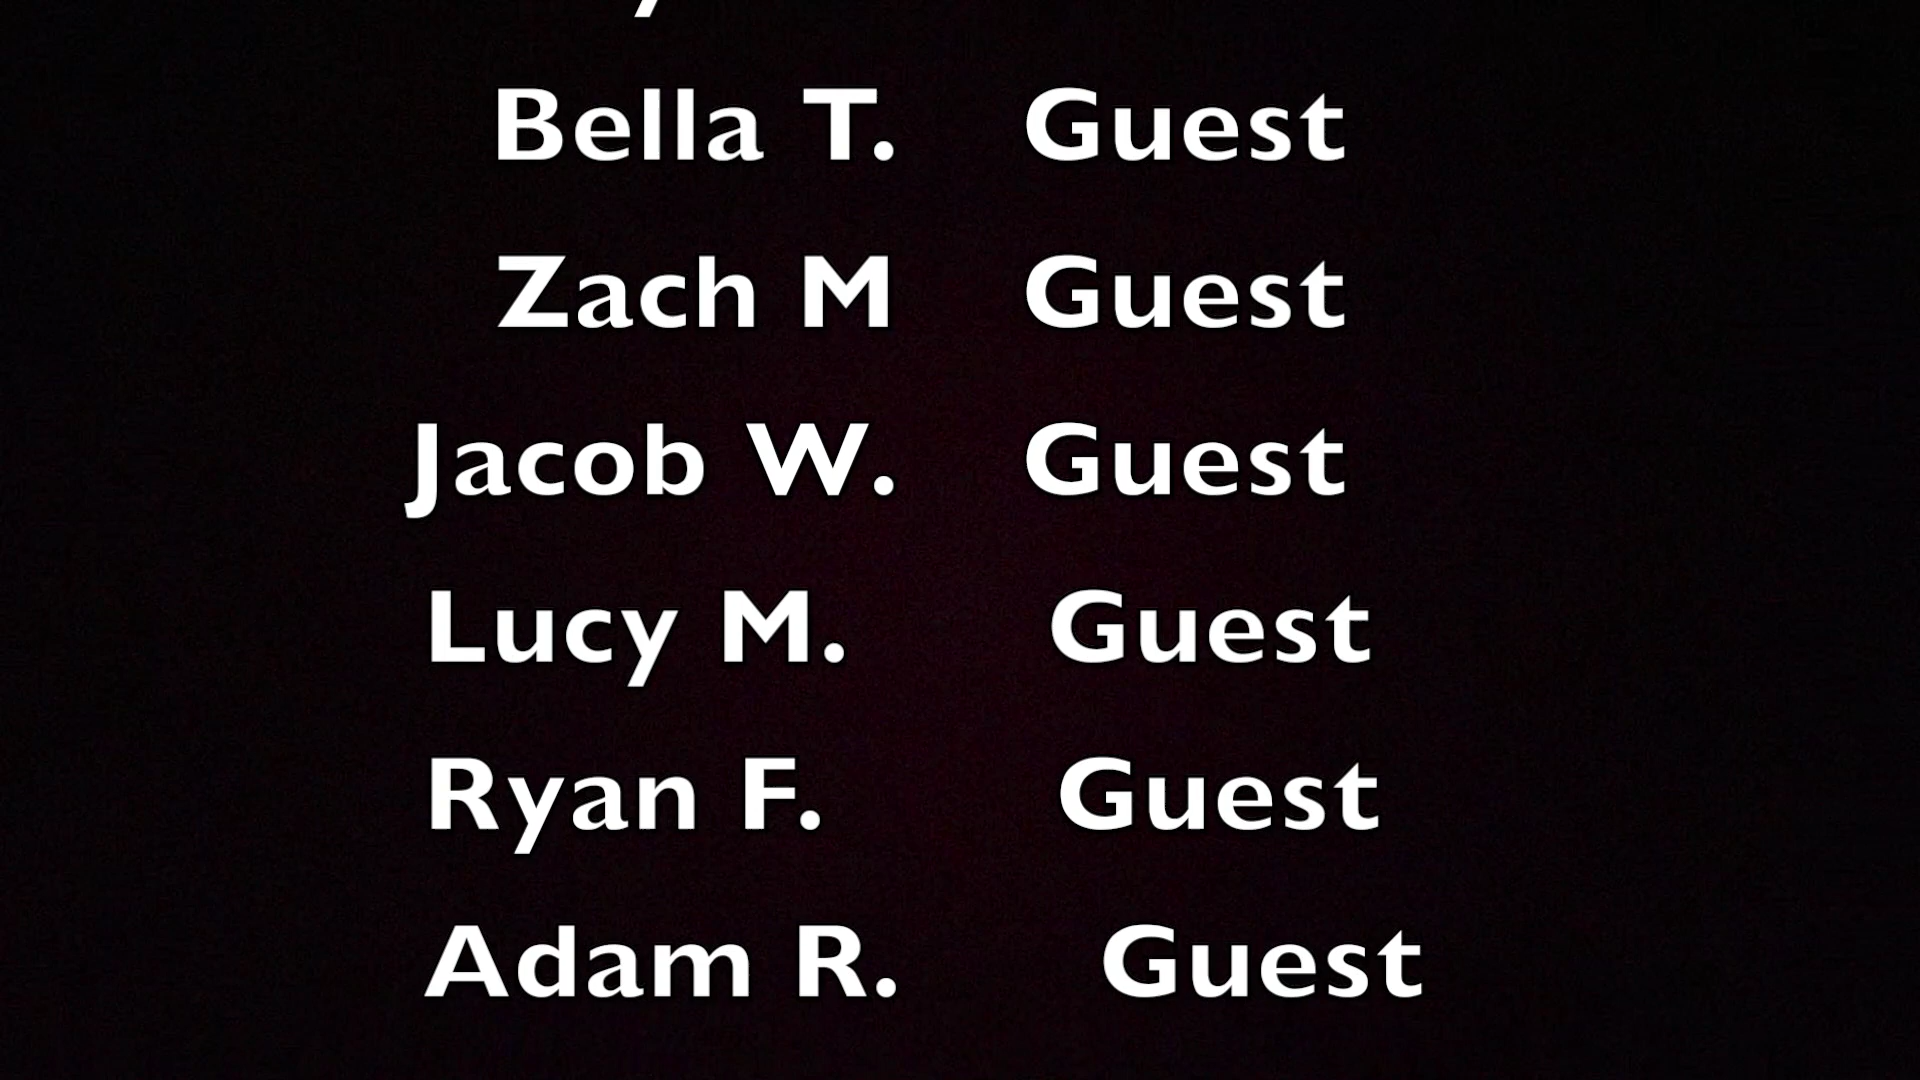 Bella T. Guest
Zach M Guest
Jacob W. Guest
Lucy M. Guest
Ryan F. Guest
Adam R. Guest